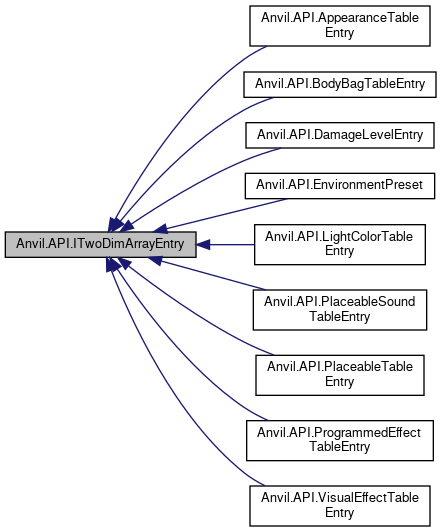 Anvil.API.AppearanceTable
Entry
Anvil.API.BodyBagTableEntry
Anvil.API.DamageLevelEntry
Anvil.API.EnvironmentPreset
Anvil.API.ITwoDimArrayEntry
Anvil.API.LightColorTable
Entry
Anvil.API.PlaceableSound
TableEntry
Anvil.API.PlaceableTable
Entry
Anvil.API.ProgrammedEffect
TableEntry
Anvil.API.VisualEffectTable
Entry